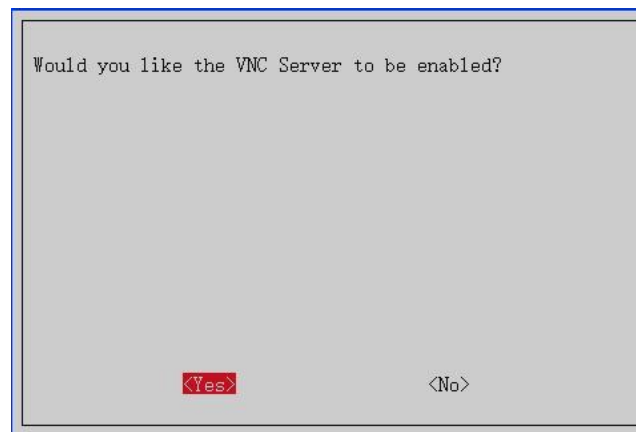 Would you like the VNC Server to be enabled?
<Yes> <No>